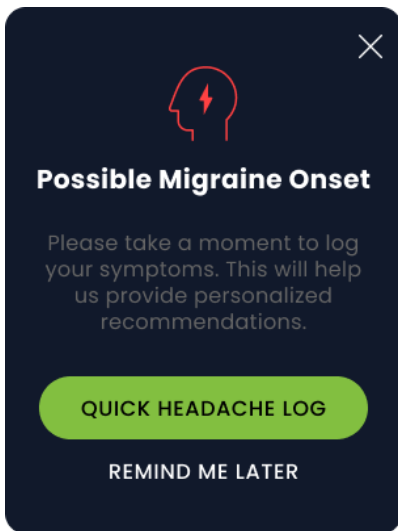 Possible Migraine Onset
Please take a moment to log
your symptoms. This will help
us provide personalized
recommendations.
QUICK HEADACHE LOG
REMIND ME LATER